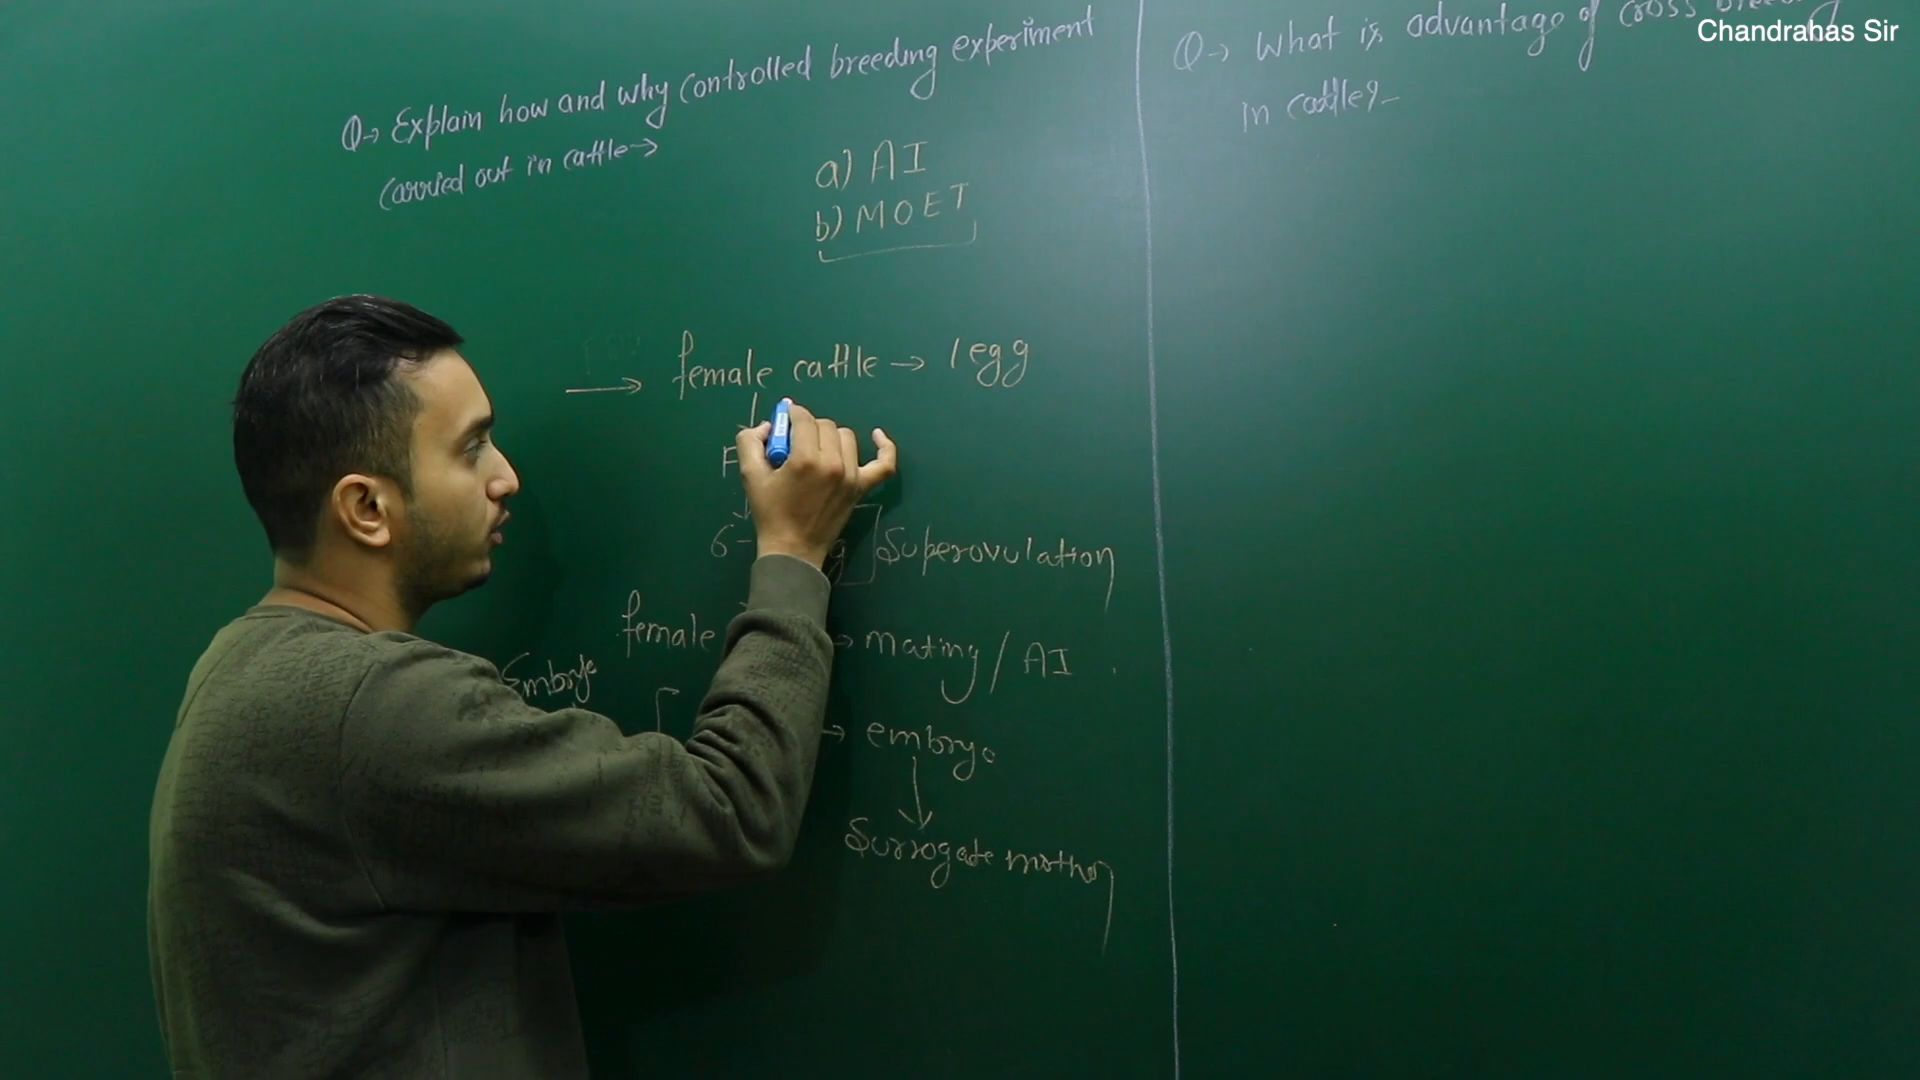 Chandrahas Sir
Q→ Explain how and why controlled breeding experiment
carried out in cattle→
a) AI
b) MOET
→ female cattle → 1 egg
F
6-
Superovulation
female → mating / AI
Embryo
→ embryo
Surrogate mother
Q→ What is advantage of cross
in cattle?-